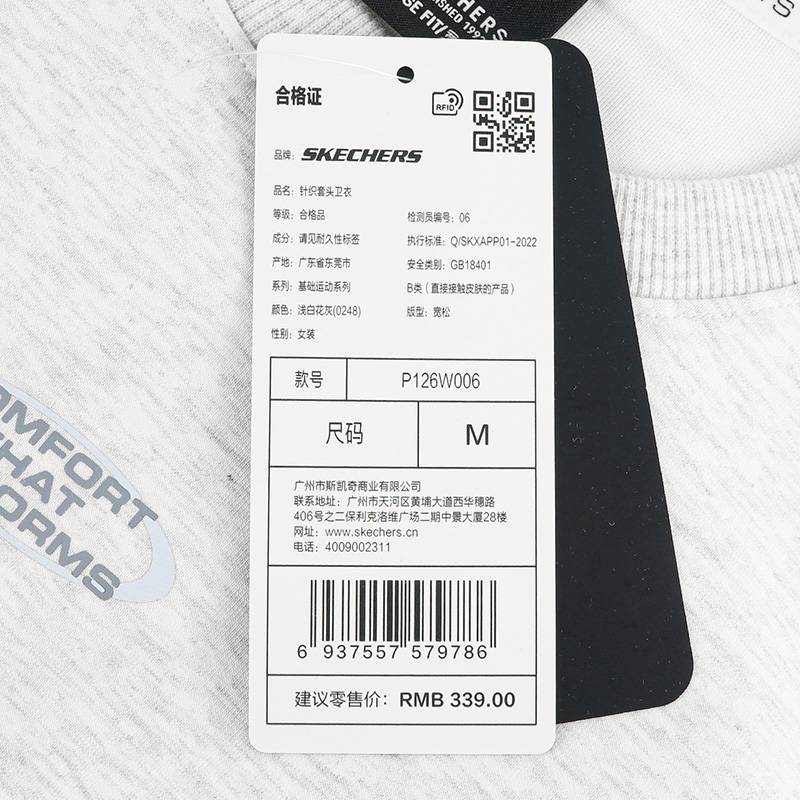 SKECHERS
合格证
RFID
品牌: SKECHERS
品名: 针织套头卫衣
等级: 合格品
检测员编号: 06
成分: 请见耐久性标签
执行标准: Q/SKXAPP01-2022
产地: 广东省东莞市
安全类别: GB18401
系列: 基础运动系列
B类（直接接触皮肤的产品）
颜色: 浅白花灰(0248)
版型: 宽松
性别: 女装
款号 P126W006
尺码 M
广州市斯凯奇商业有限公司
联系地址: 广州市天河区黄埔大道西华穗路
406号之二保利克洛维广场二期中景大厦28楼
网址: www.skechers.cn
电话: 4009002311
6 937557 579786
建议零售价: RMB 339.00
OMFORT
HAT
ORMS